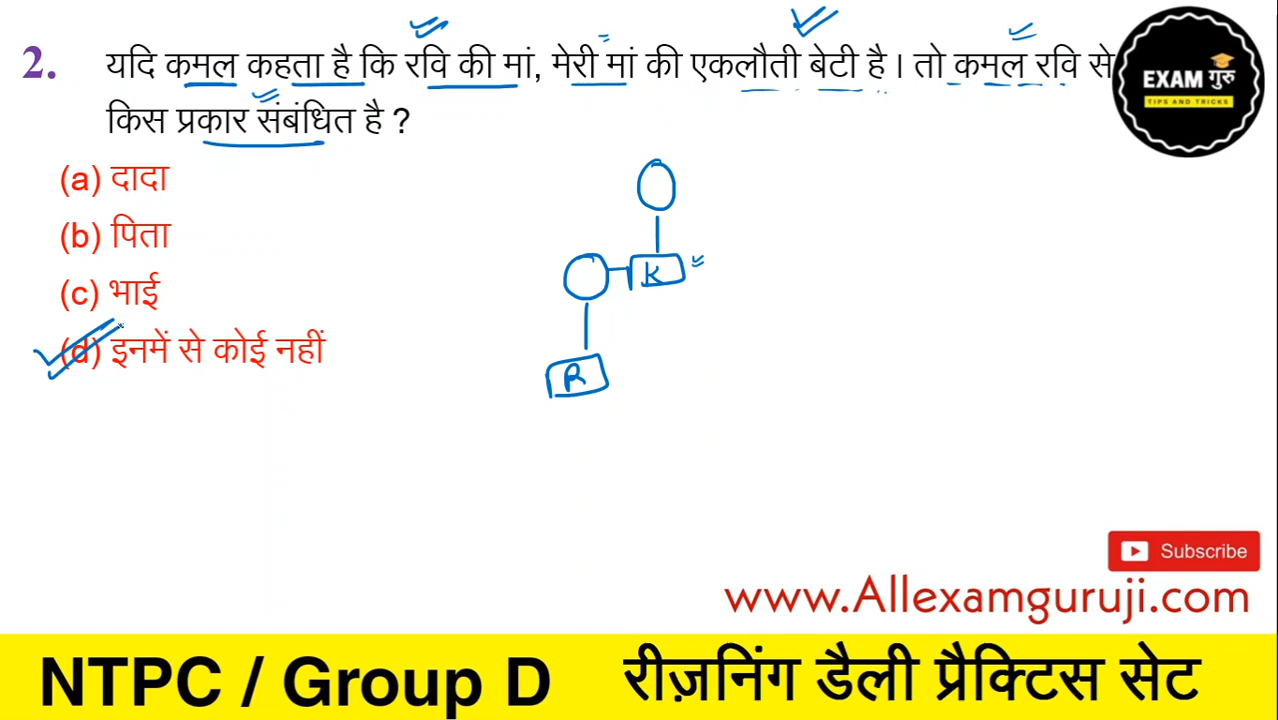 2. यदि कमल कहता है कि रवि की मां, मेरी मां की एकलौती बेटी है। तो कमल रवि से
किस प्रकार संबंधित है ?
(a) दादा
(b) पिता
(c) भाई
(d) इनमें से कोई नहीं
K
R
EXAM गुरु
TIPS AND TRICKS
Subscribe
www.Allexamguruji.com
NTPC / Group D रीज़निंग डैली प्रैक्टिस सेट